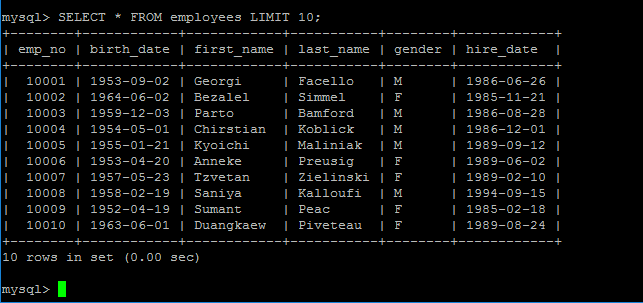 mysql> SELECT * FROM employees LIMIT 10;
+--------+------------+------------+-----------+--------+------------+
| emp_no | birth_date | first_name | last_name | gender | hire_date  |
+--------+------------+------------+-----------+--------+------------+
|  10001 | 1953-09-02 | Georgi     | Facello   | M      | 1986-06-26 |
|  10002 | 1964-06-02 | Bezalel    | Simmel    | F      | 1985-11-21 |
|  10003 | 1959-12-03 | Parto      | Bamford   | M      | 1986-08-28 |
|  10004 | 1954-05-01 | Chirstian  | Koblick   | M      | 1986-12-01 |
|  10005 | 1955-01-21 | Kyoichi    | Maliniak  | M      | 1989-09-12 |
|  10006 | 1953-04-20 | Anneke     | Preusig   | F      | 1989-06-02 |
|  10007 | 1957-05-23 | Tzvetan    | Zielinski | F      | 1989-02-10 |
|  10008 | 1958-02-19 | Saniya     | Kalloufi  | M      | 1994-09-15 |
|  10009 | 1952-04-19 | Sumant     | Peac      | F      | 1985-02-18 |
|  10010 | 1963-06-01 | Duangkaew  | Piveteau  | F      | 1989-08-24 |
+--------+------------+------------+-----------+--------+------------+
10 rows in set (0.00 sec)
mysql>